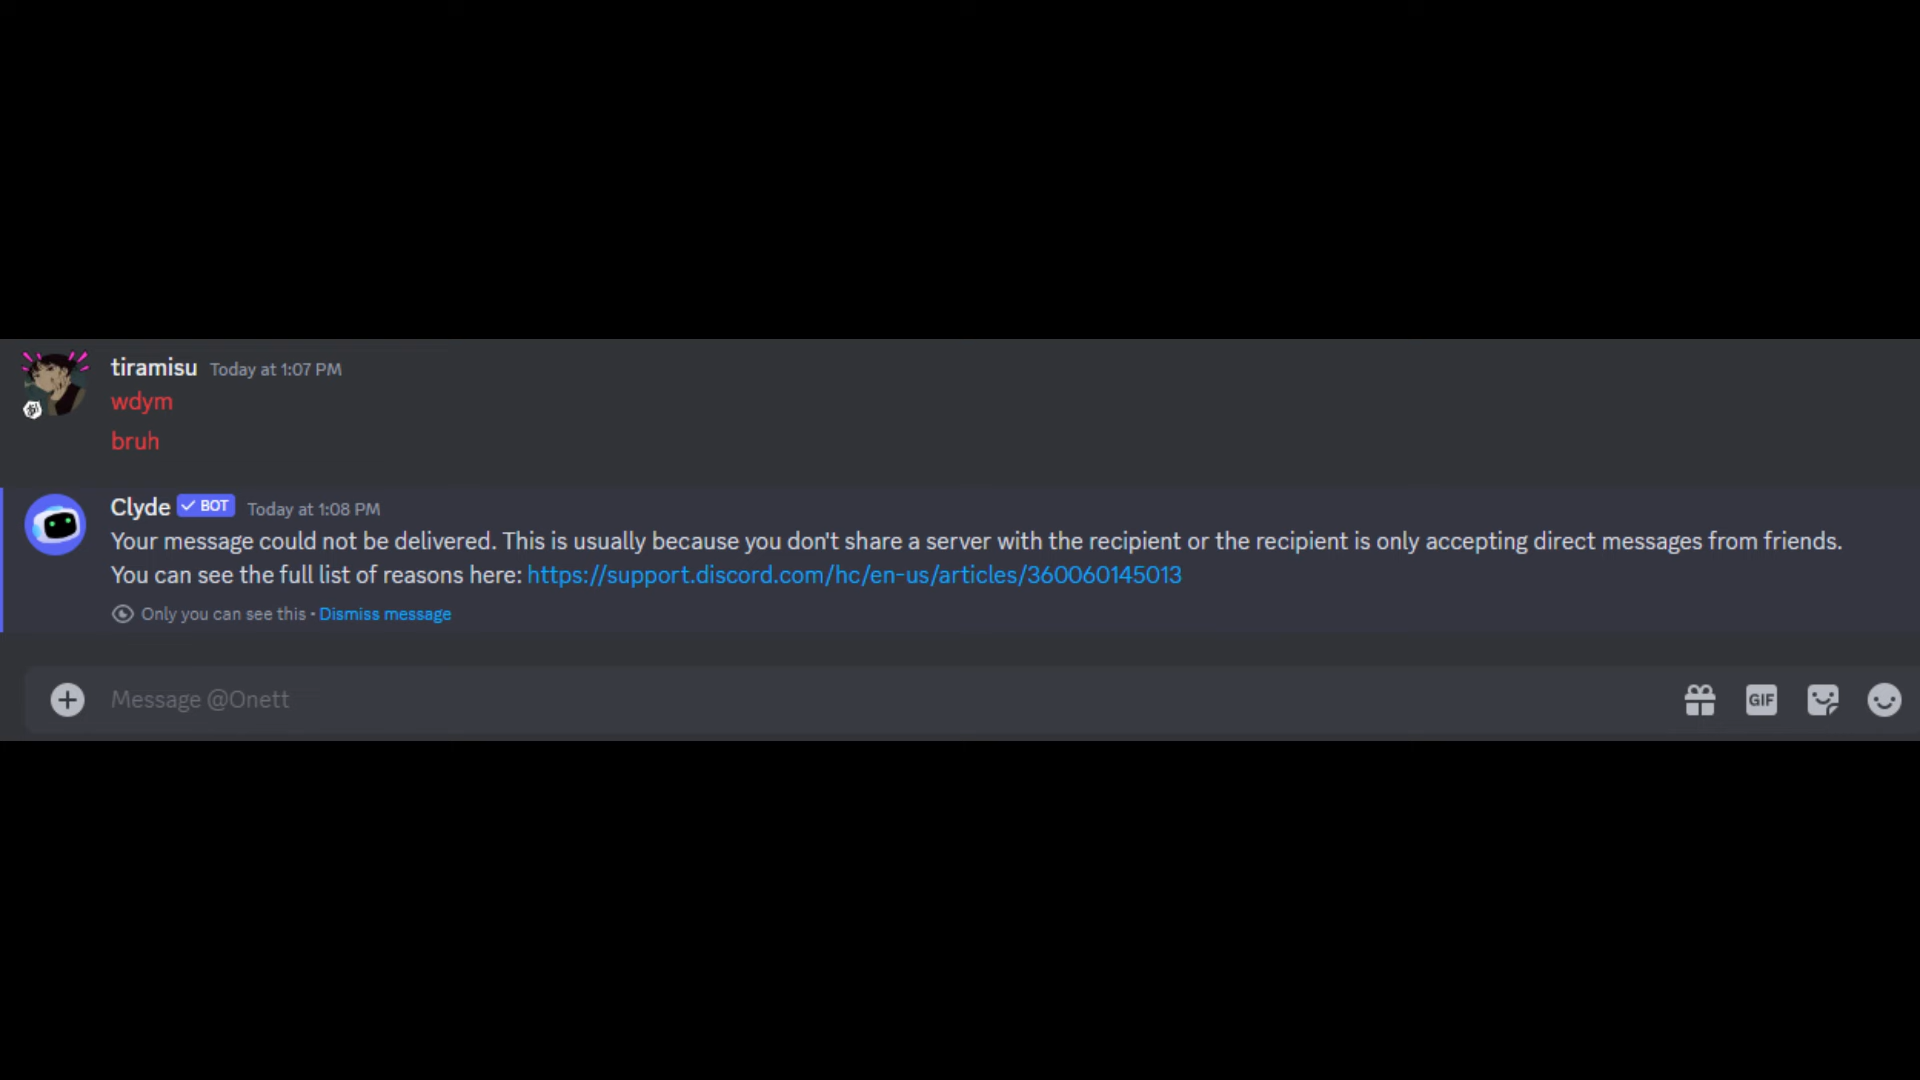 tiramisu Today at 1:07 PM
wdym
bruh
Clyde BOT Today at 1:08 PM
Your message could not be delivered. This is usually because you don't share a server with the recipient or the recipient is only accepting direct messages from friends.
You can see the full list of reasons here: https://support.discord.com/hc/en-us/articles/360060145013
Only you can see this • Dismiss message
Message @Onett
GIF